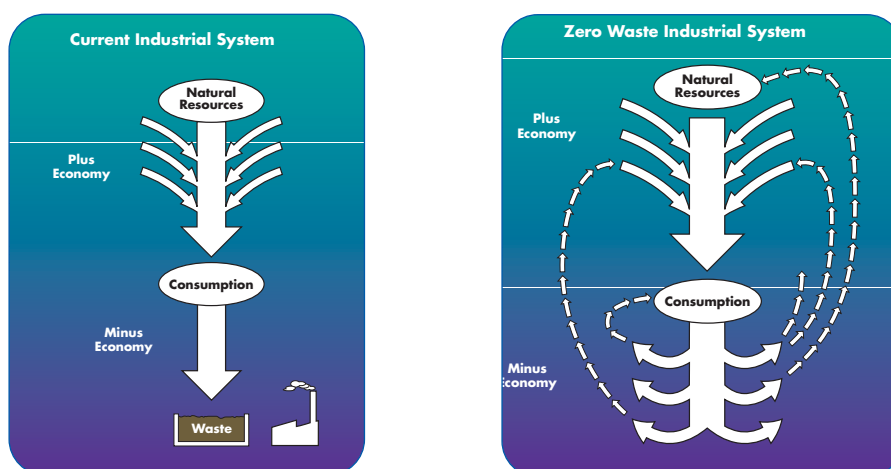 Current Industrial System
Natural
Resources
Plus
Economy
Consumption
Minus
Economy
Waste
Zero Waste Industrial System
Natural
Resources
Plus
Economy
Consumption
Minus
Economy